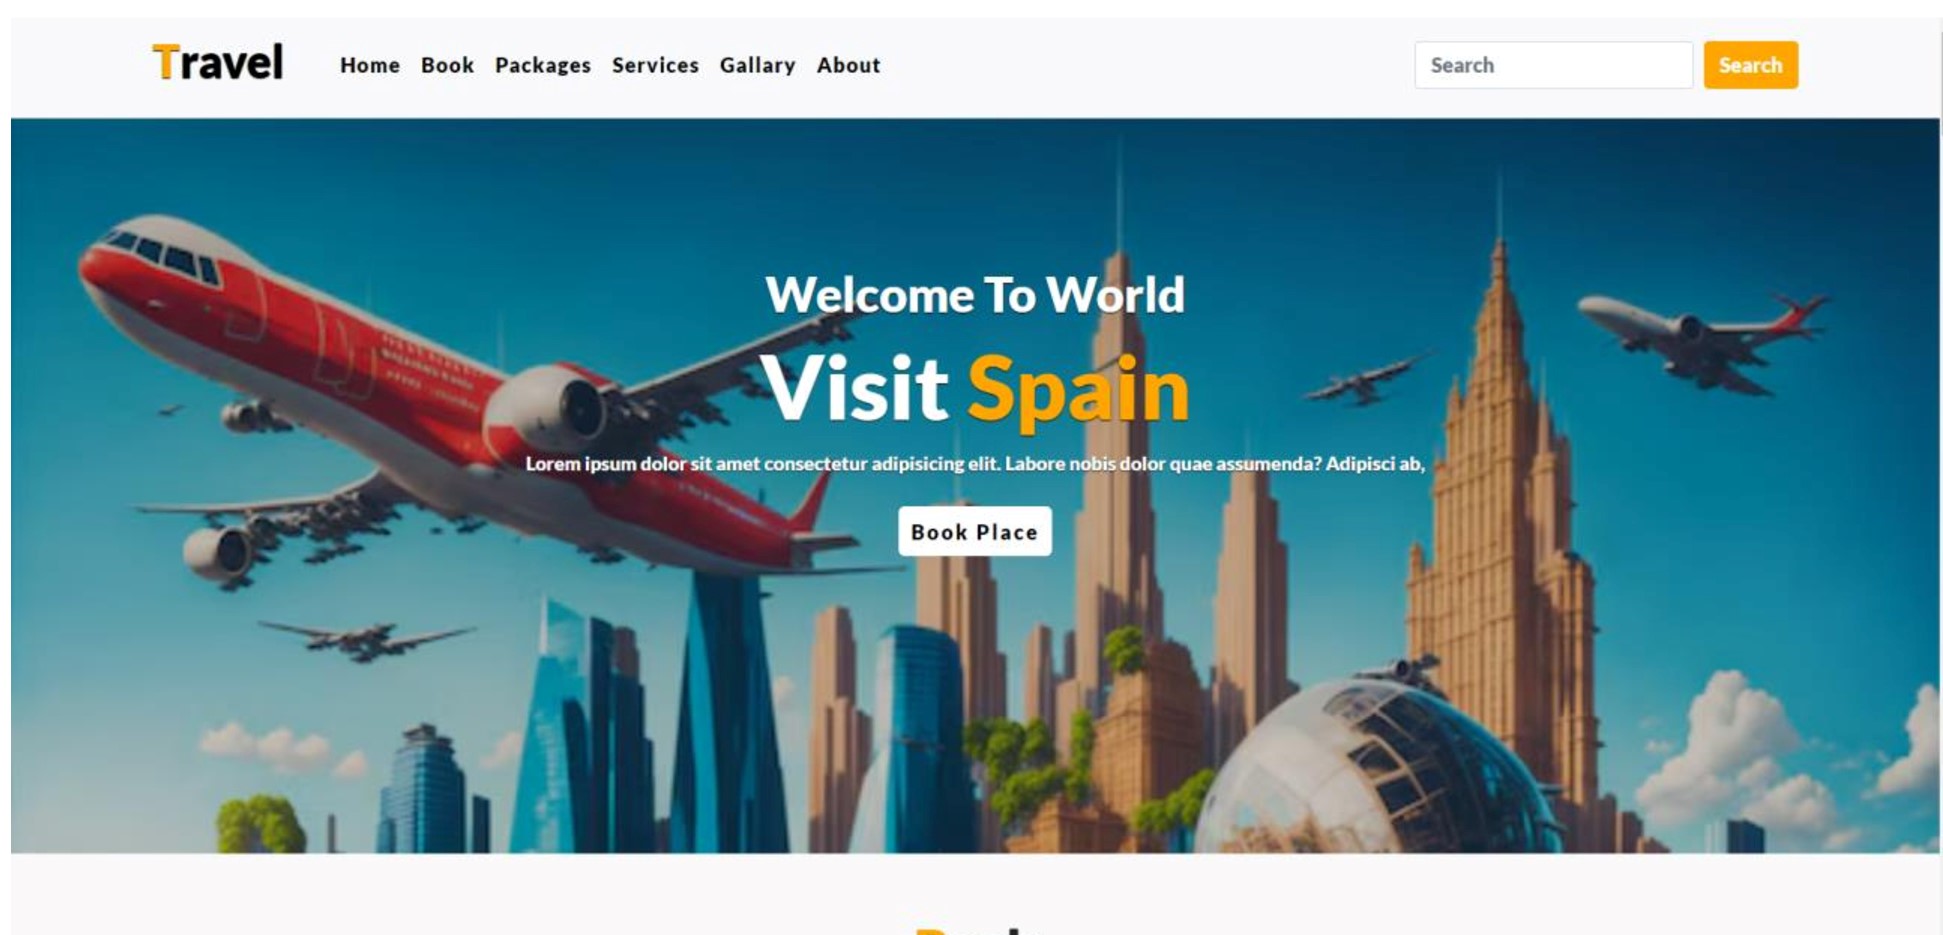 Travel
Home Book Packages Services Gallary About
Search
Search
Welcome To World
Visit Spain
Lorem ipsum dolor sit amet consectetur adipisicing elit. Labore nobis dolor quae assumenda? Adipisci ab,
Book Place